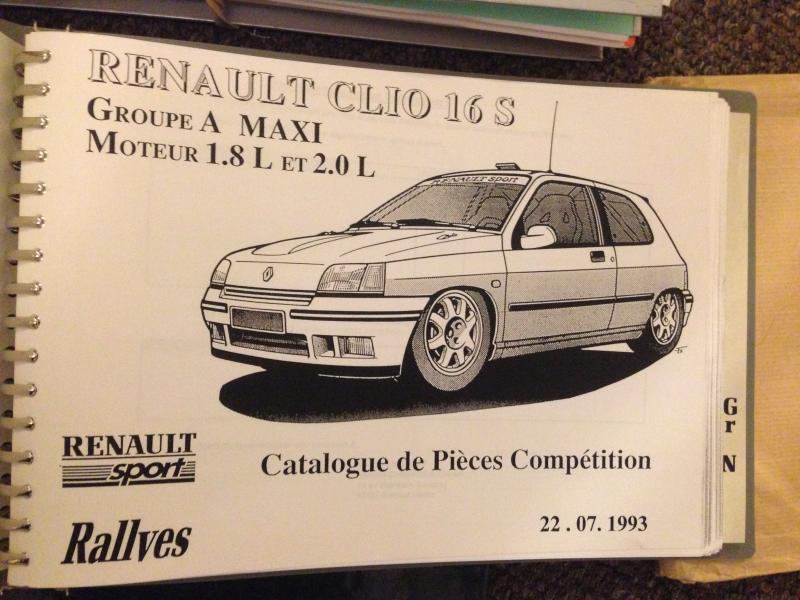 RENAULT CLIO 16 S
GROUPE A MAXI
MOTEUR 1.8 L ET 2.0 L
RENAULT sport
RENAULT
sport
Catalogue de Pièces Compétition
Rallyes
22 . 07. 1993
Gr
N